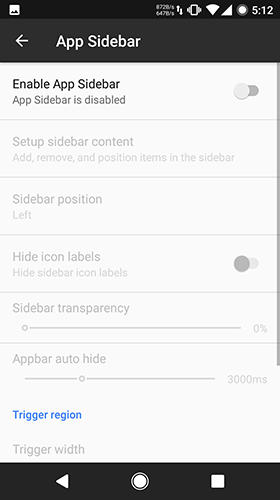 872B/s
647B/s
5:12
App Sidebar
Enable App Sidebar
App Sidebar is disabled
Setup sidebar content
Add, remove, and position items in the sidebar
Sidebar position
Left
Hide icon labels
Hide sidebar icon labels
Sidebar transparency
0%
Appbar auto hide
3000ms
Trigger region
Trigger width